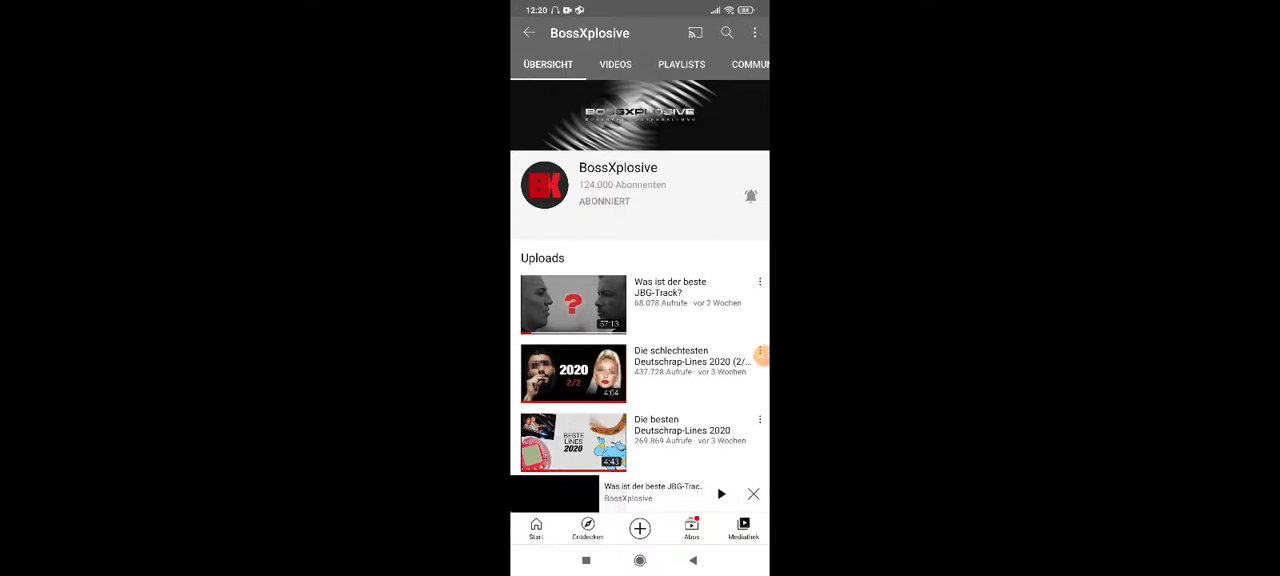 12:20
BossXplosive
ÜBERSICHT VIDEOS PLAYLISTS COMMUN
BOSSXPLOSIVE
BossXplosive
124.000 Abonnenten
ABONNIERT
Uploads
Was ist der beste
JBG-Track?
68.078 Aufrufe · vor 2 Wochen
?
57:13
Die schlechtesten
Deutschrap-Lines 2020 (2/...
437.728 Aufrufe · vor 3 Wochen
2020
2/2
4:04
Die besten
Deutschrap-Lines 2020
269.869 Aufrufe · vor 3 Wochen
BESTE
LINES
2020
4:43
Was ist der beste JBG-Trac..
BossXplosive
Start Entdecken Abos Mediathek